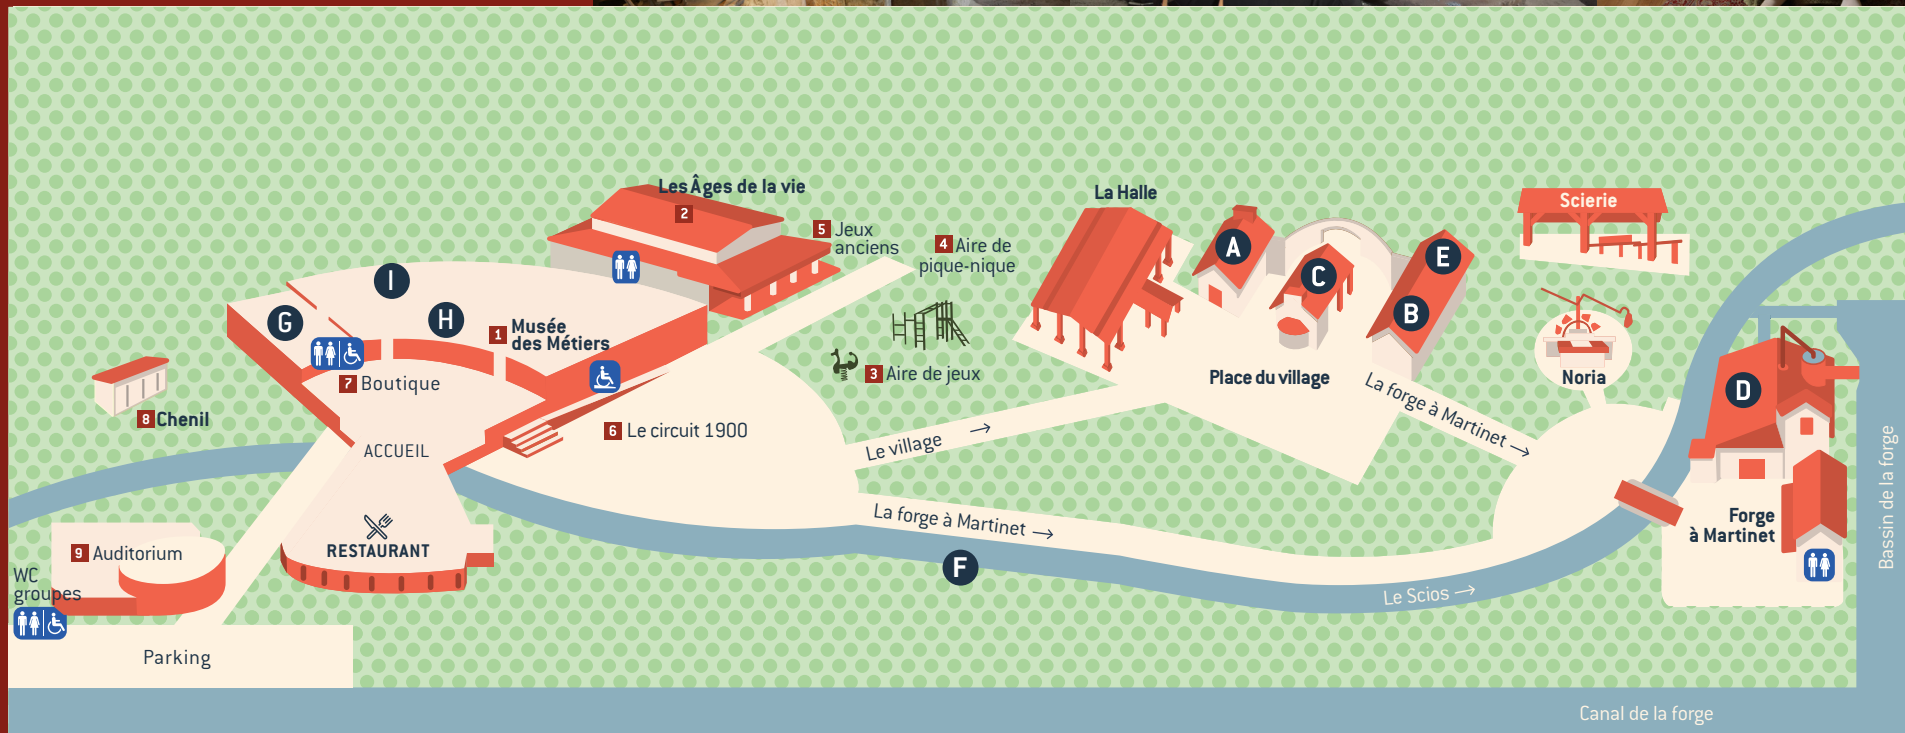 Les Âges de la vie
2
5 Jeux
anciens
4 Aire de
pique-nique
La Halle
A
C
E
B
Scierie
I
G
H
1 Musée
des Métiers
7 Boutique
8 Chenil
3 Aire de jeux
6 Le circuit 1900
ACCUEIL
Place du village
Noria
D
Le village →
La forge à Martinet →
La forge à Martinet →
F
Le Scios →
Forge
à Martinet
Bassin de la forge
RESTAURANT
9 Auditorium
WC
groupes
Parking
Canal de la forge